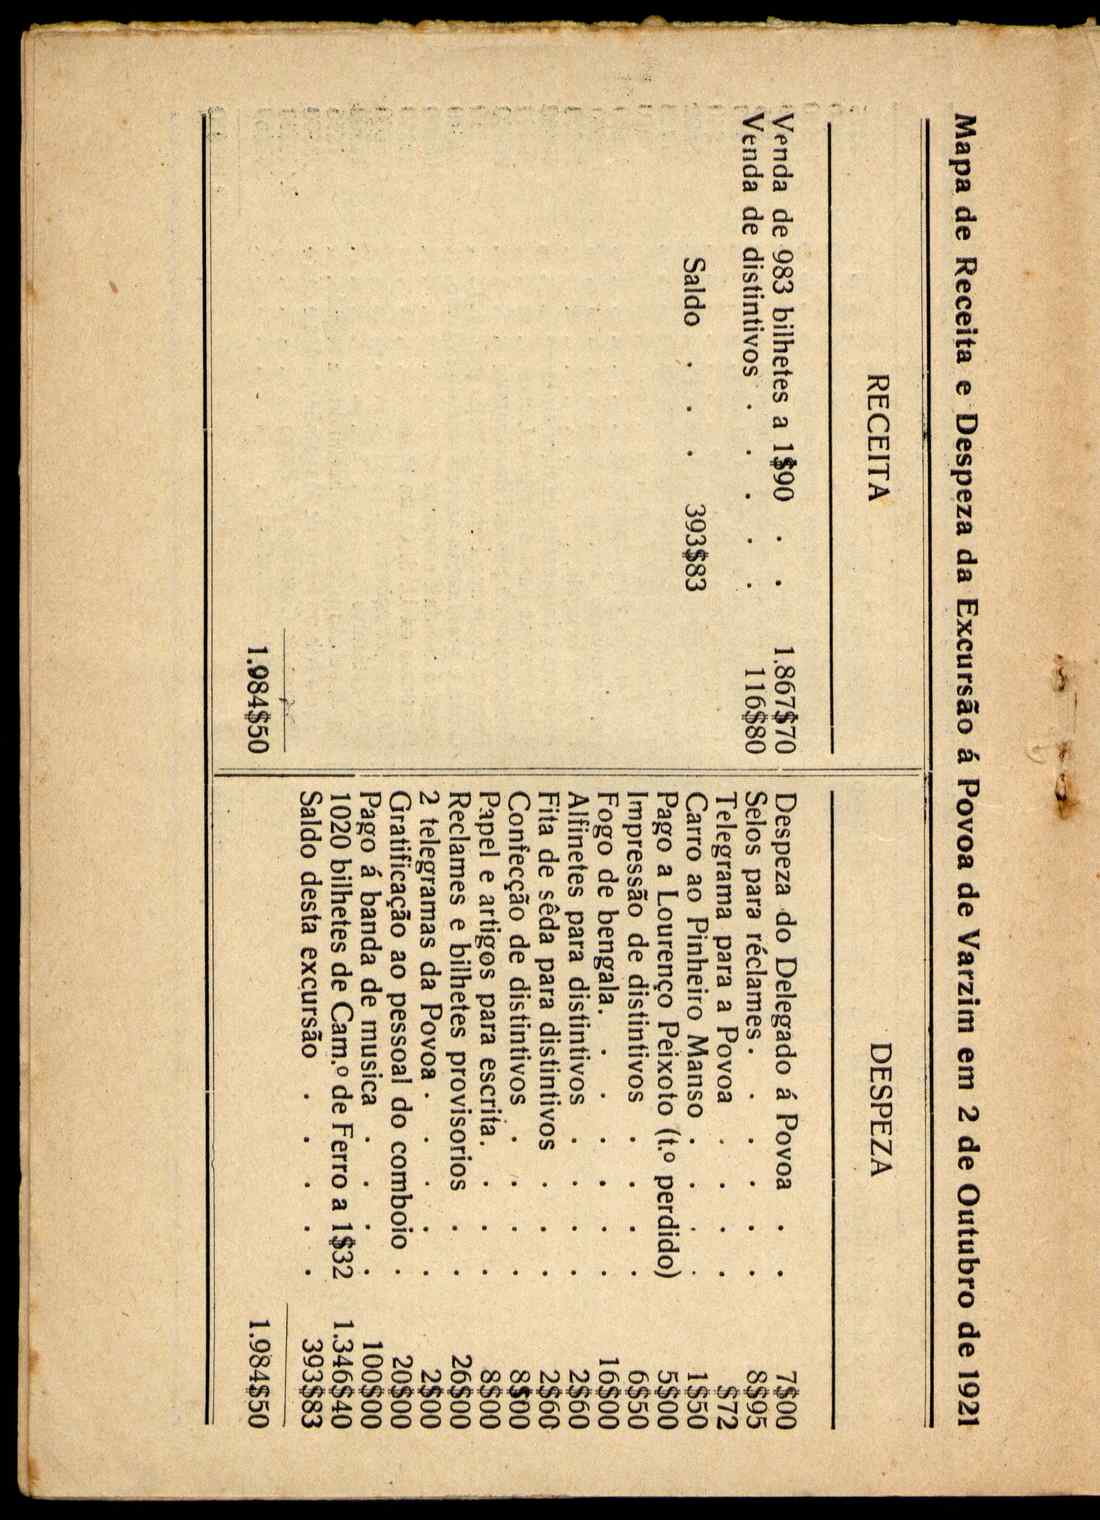 Mapa de Receita e Despeza da Excursão á Povoa de Varzim em 2 de Outubro de 1921
RECEITA
Venda de 983 bilhetes a 1$90 . . 1.867$70
Venda de distintivos . . . . . 116$80
Saldo . . . 393$83
1.984$50
DESPEZA
Despeza do Delegado á Povoa . . 7$00
Selos para réclames . . . . . 8$95
Telegrama para a Povoa . . . . $72
Carro ao Pinheiro Manso . . . . 1$50
Pago a Lourenço Peixoto (t.º perdido) 5$00
Impressão de distintivos . . . . 6$50
Fogo de bengala. . . . . . . 16$00
Alfinetes para distintivos . . . . 2$60
Fita de sêda para distintivos . . . 2$60
Confecção de distintivos . . . . 8$00
Papel e artigos para escrita. . . . 8$00
Reclames e bilhetes provisorios . . 26$00
2 telegramas da Povoa . . . . . 2$00
Gratificação ao pessoal do comboio . 20$00
Pago á banda de musica . . . . 100$00
1020 bilhetes de Cam.º de Ferro a 1$32 1.346$40
Saldo desta excursão . . . . . 393$83
1.984$50